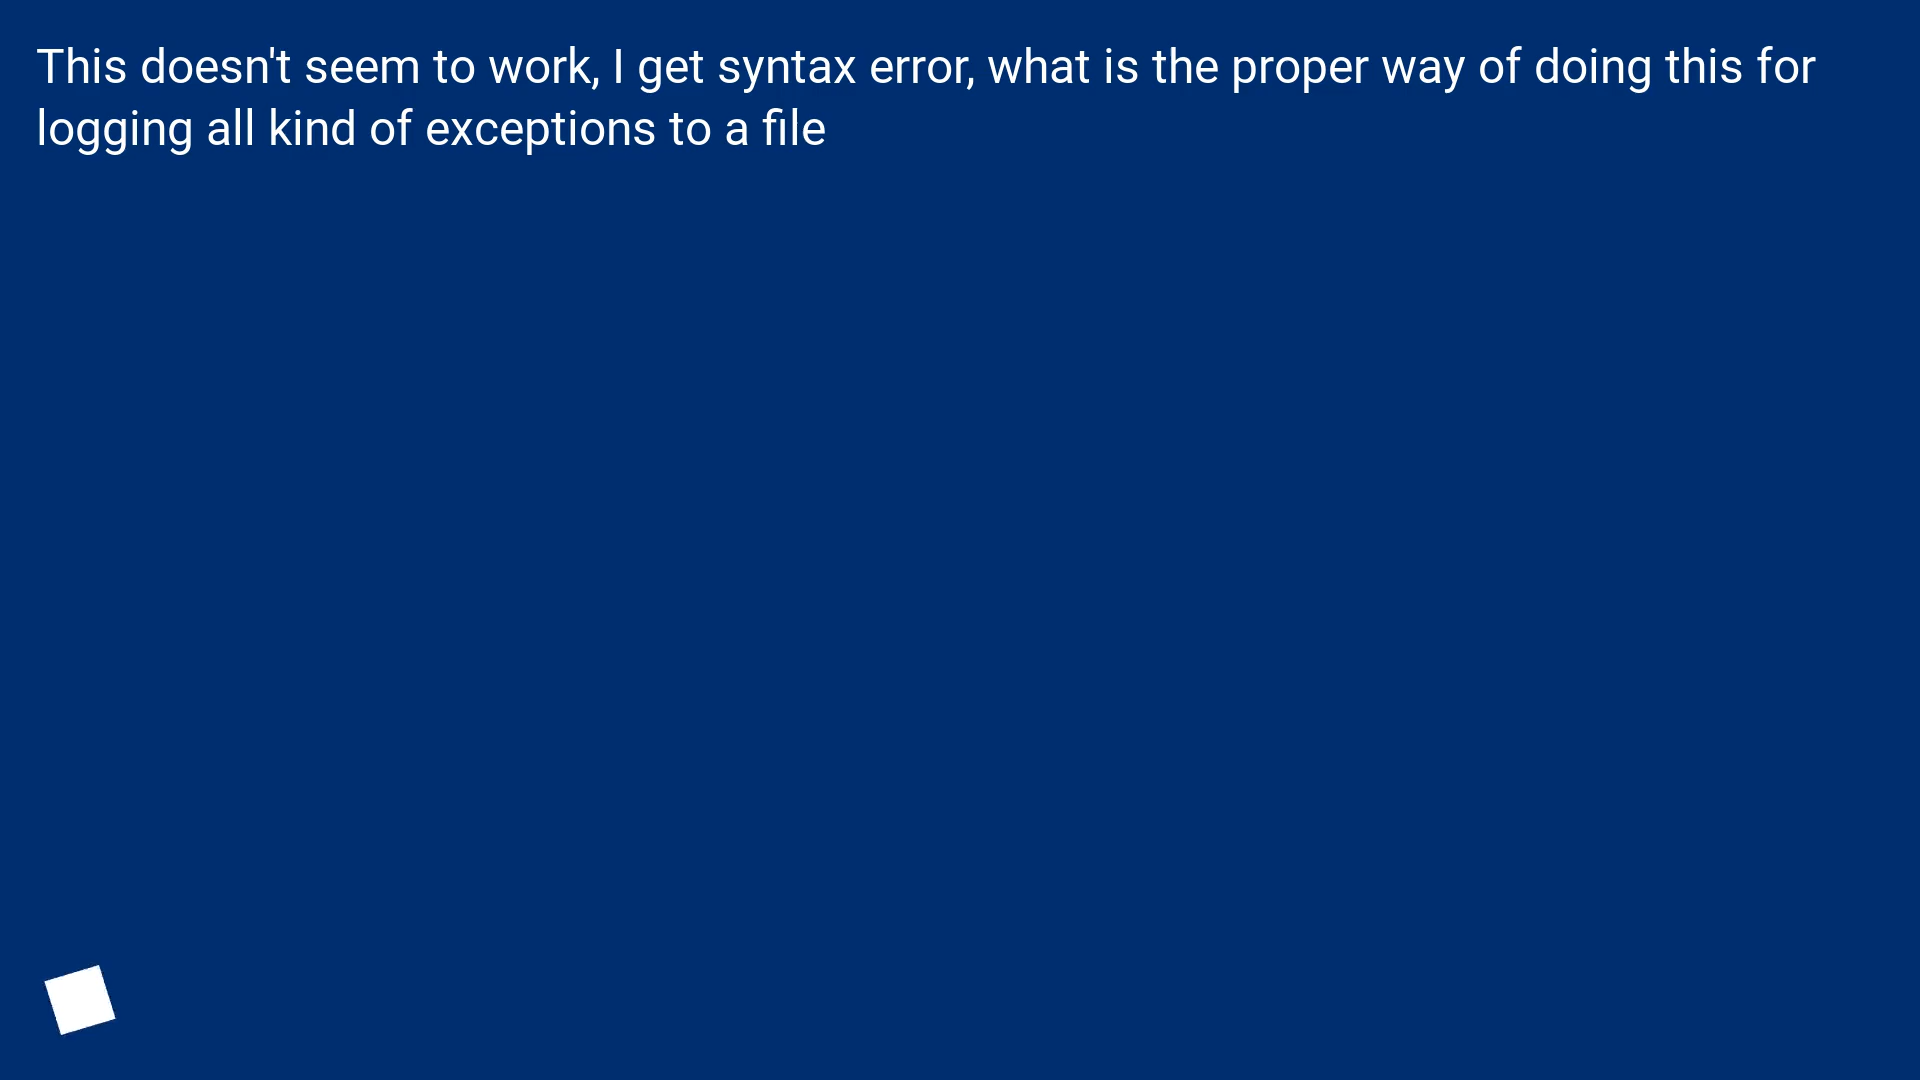 This doesn't seem to work, I get syntax error, what is the proper way of doing this for
logging all kind of exceptions to a file